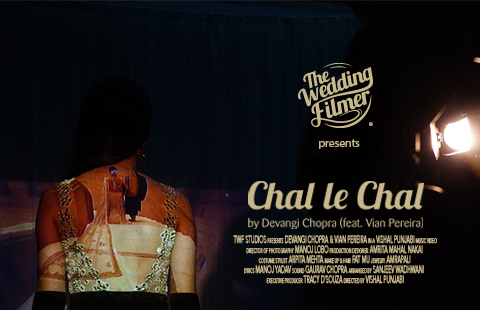 The
Wedding
Filmer
presents
Chal le Chal
by Devangi Chopra (feat. Vian Pereira)
TWF STUDIOS PRESENTS DEVANGI CHOPRA & VIAN PEREIRA IN A VISHAL PUNJABI MUSIC VIDEO
DIRECTOR OF PHOTOGRAPHY MANOJ LOBO PRODUCTION DESIGNER AMRITA MAHAL NAKAI
COSTUME STYLIST ARPITA MEHTA MAKE UP & HAIR FAT MU JEWELRY AMRAPALI
LYRICS MANOJ YADAV SOUND GAURAV CHOPRA ARRANGED BY SANJEEV WADHWANI
EXECUTIVE PRODUCER TRACY D'SOUZA DIRECTED BY VISHAL PUNJABI